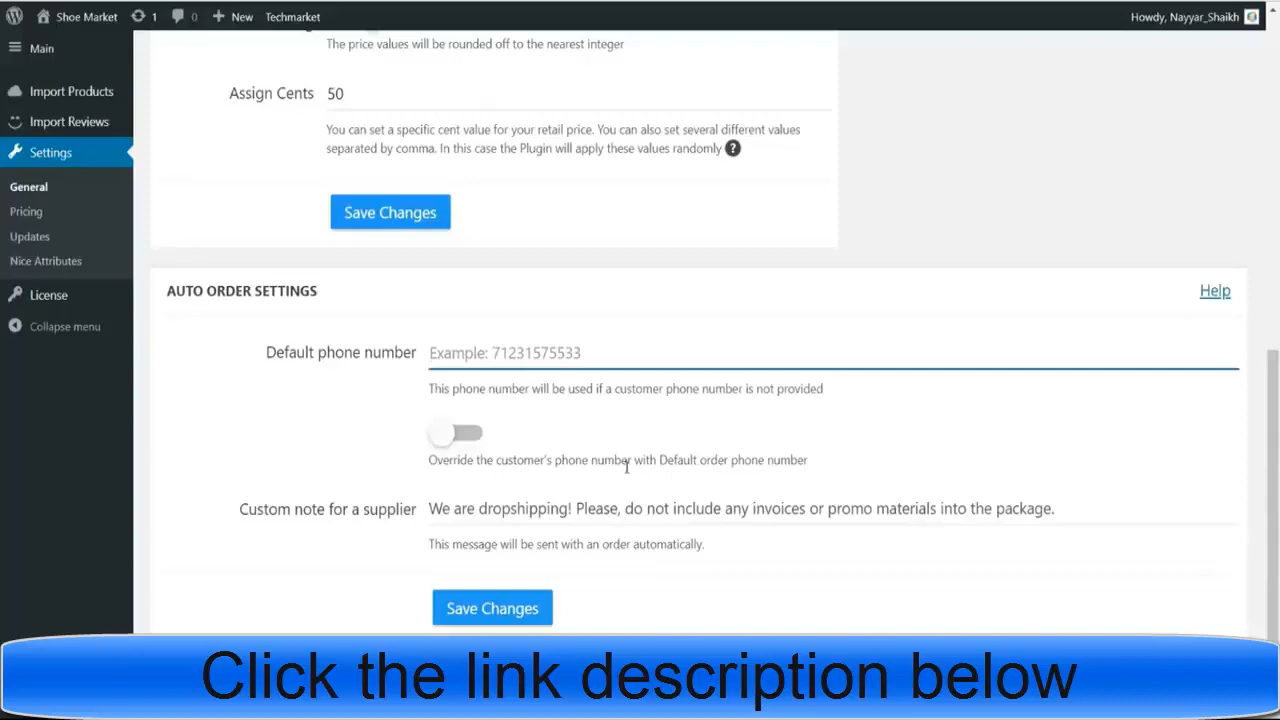 Shoe Market 1 0 New Techmarket Howdy, Nayyar_Shaikh
Main
Import Products
Import Reviews
Settings
General
Pricing
Updates
Nice Attributes
License
Collapse menu
The price values will be rounded off to the nearest integer
Assign Cents 50
You can set a specific cent value for your retail price. You can also set several different values
separated by comma. In this case the Plugin will apply these values randomly ?
Save Changes
AUTO ORDER SETTINGS Help
Default phone number Example: 71231575533
This phone number will be used if a customer phone number is not provided
Override the customer's phone number with Default order phone number
Custom note for a supplier We are dropshipping! Please, do not include any invoices or promo materials into the package.
This message will be sent with an order automatically.
Save Changes
Click the link description below